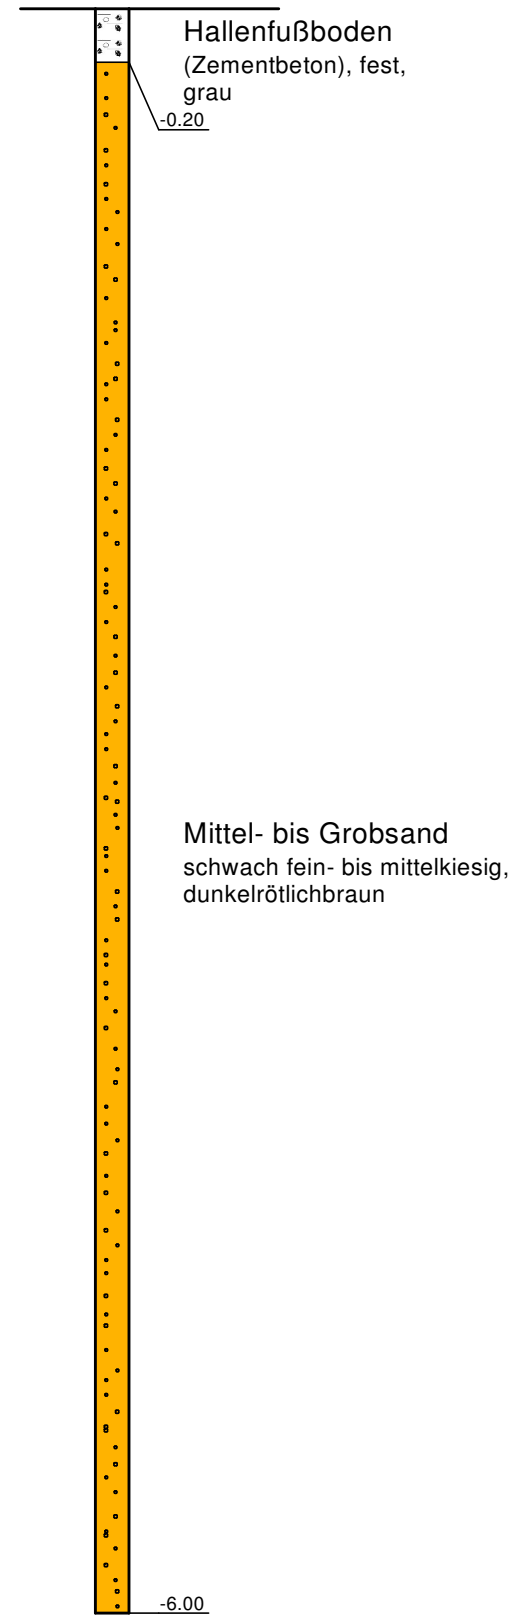 Hallenfußboden
(Zementbeton), fest,
grau
-0.20
Mittel- bis Grobsand
schwach fein- bis mittelkiesig,
dunkelrötlichbraun
-6.00